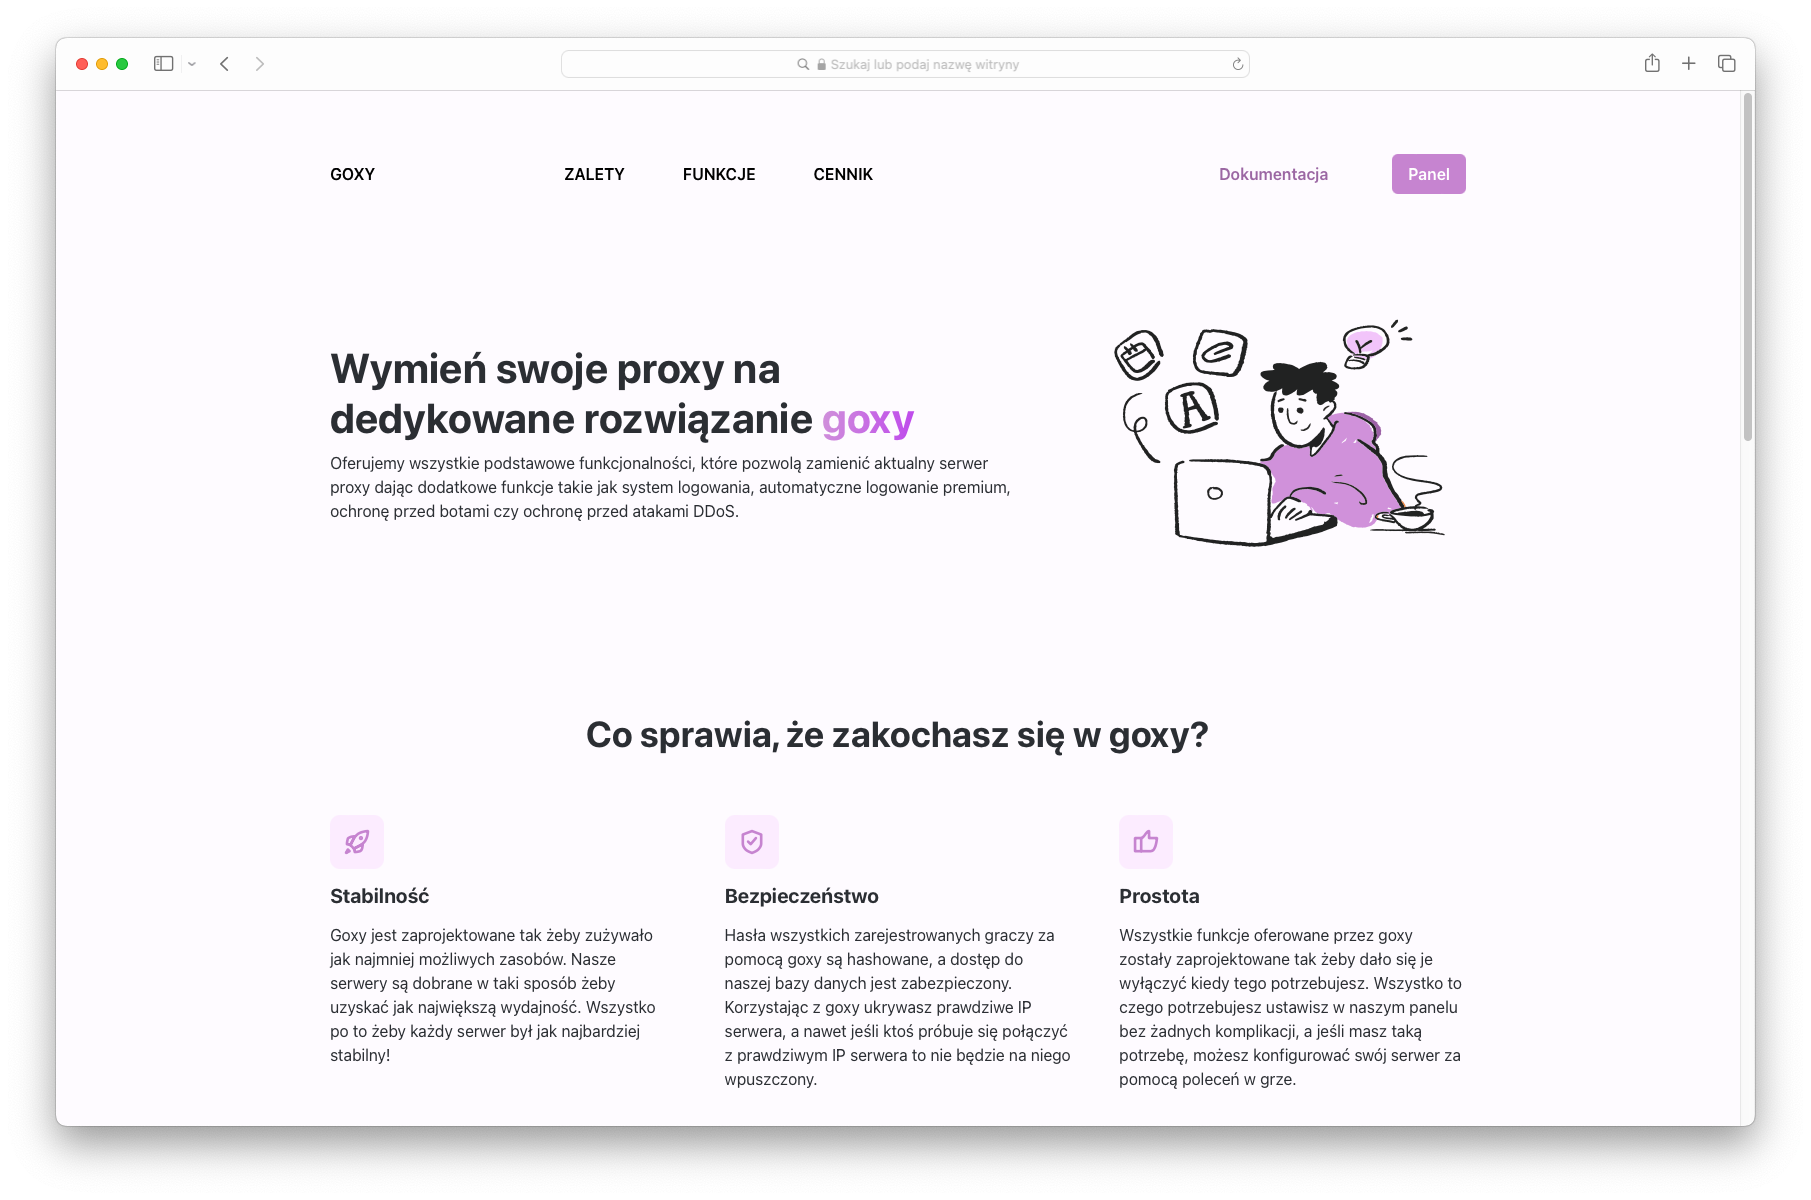 Szukaj lub podaj nazwę witryny
GOXY
ZALETY
FUNKCJE
CENNIK
Dokumentacja
Panel
Wymień swoje proxy na
dedykowane rozwiązanie goxy
Oferujemy wszystkie podstawowe funkcjonalności, które pozwolą zamienić aktualny serwer
proxy dając dodatkowe funkcje takie jak system logowania, automatyczne logowanie premium,
ochronę przed botami czy ochronę przed atakami DDoS.
A
Co sprawia, że zakochasz się w goxy?
Stabilność
Goxy jest zaprojektowane tak żeby zużywało
jak najmniej możliwych zasobów. Nasze
serwery są dobrane w taki sposób żeby
uzyskać jak największą wydajność. Wszystko
po to żeby każdy serwer był jak najbardziej
stabilny!
Bezpieczeństwo
Hasła wszystkich zarejestrowanych graczy za
pomocą goxy są hashowane, a dostęp do
naszej bazy danych jest zabezpieczony.
Korzystając z goxy ukrywasz prawdziwe IP
serwera, a nawet jeśli ktoś próbuje się połączyć
z prawdziwym IP serwera to nie będzie na niego
wpuszczony.
Prostota
Wszystkie funkcje oferowane przez goxy
zostały zaprojektowane tak żeby dało się je
wyłączyć kiedy tego potrzebujesz. Wszystko to
czego potrzebujesz ustawisz w naszym panelu
bez żadnych komplikacji, a jeśli masz taką
potrzebę, możesz konfigurować swój serwer za
pomocą poleceń w grze.